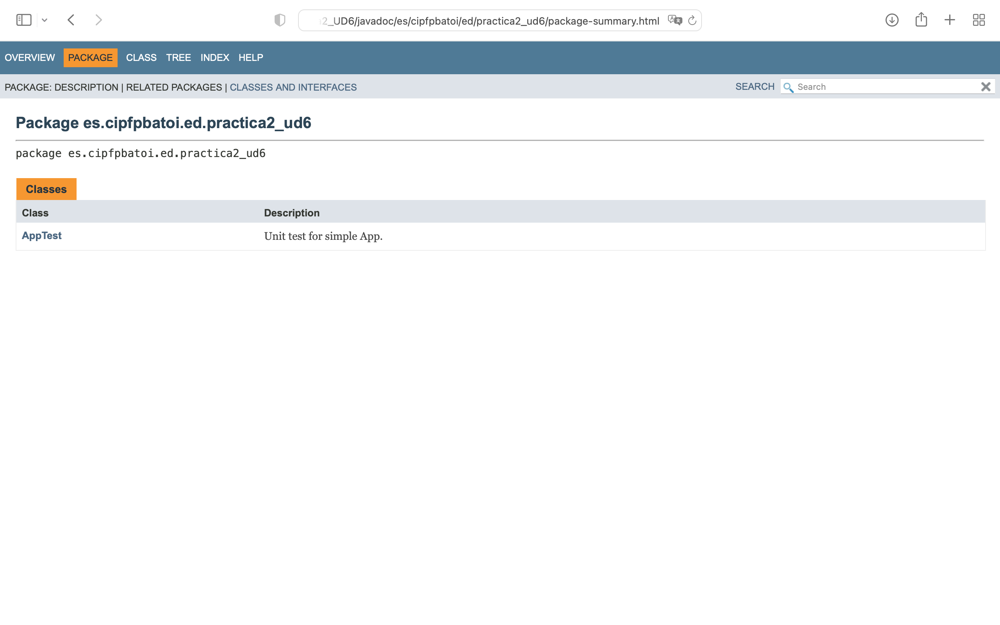 2_UD6/javadoc/es/cipfpbatoi/ed/practica2_ud6/package-summary.html
OVERVIEW PACKAGE CLASS TREE INDEX HELP
PACKAGE: DESCRIPTION | RELATED PACKAGES | CLASSES AND INTERFACES SEARCH Search
Package es.cipfpbatoi.ed.practica2_ud6
package es.cipfpbatoi.ed.practica2_ud6
Classes
Class Description
AppTest Unit test for simple App.